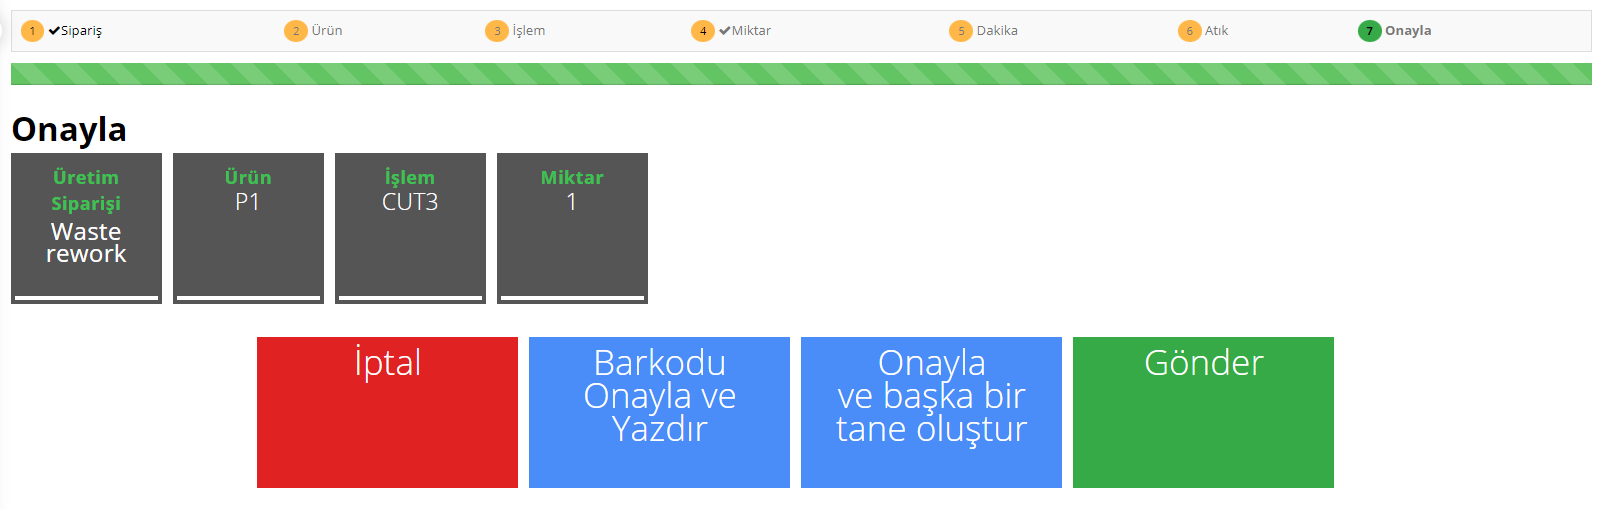 1 ✔Sipariş 2 Ürün 3 İşlem 4 ✔Miktar 5 Dakika 6 Atık 7 Onayla
Onayla
Üretim
Siparişi
Waste
rework
Ürün
P1
İşlem
CUT3
Miktar
1
İptal
Barkodu
Onayla ve
Yazdır
Onayla
ve başka bir
tane oluştur
Gönder